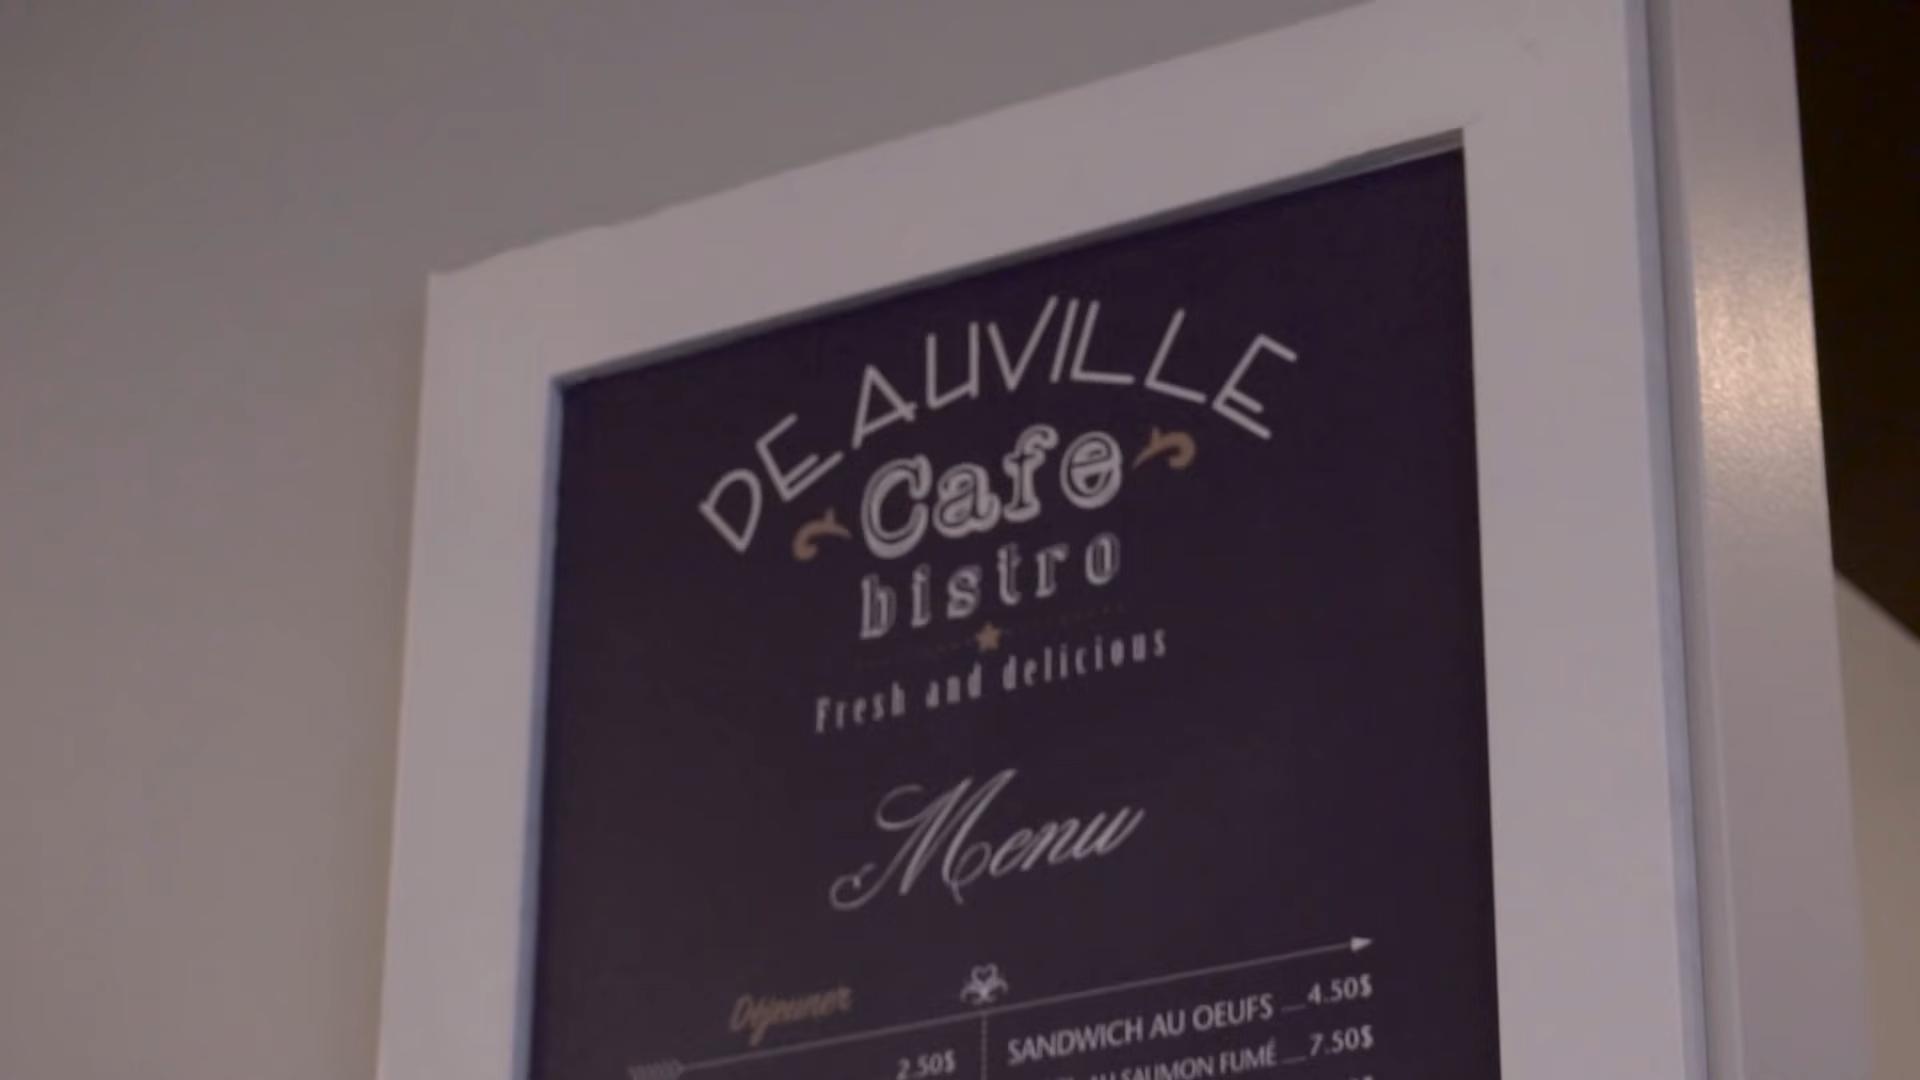 DEAUVILLE
Cafe
bistro
Fresh and delicious
Menu
Déjeuner
2.50$
SANDWICH AU OEUFS 4.50$
AU SAUMON FUMÉ 7.50$